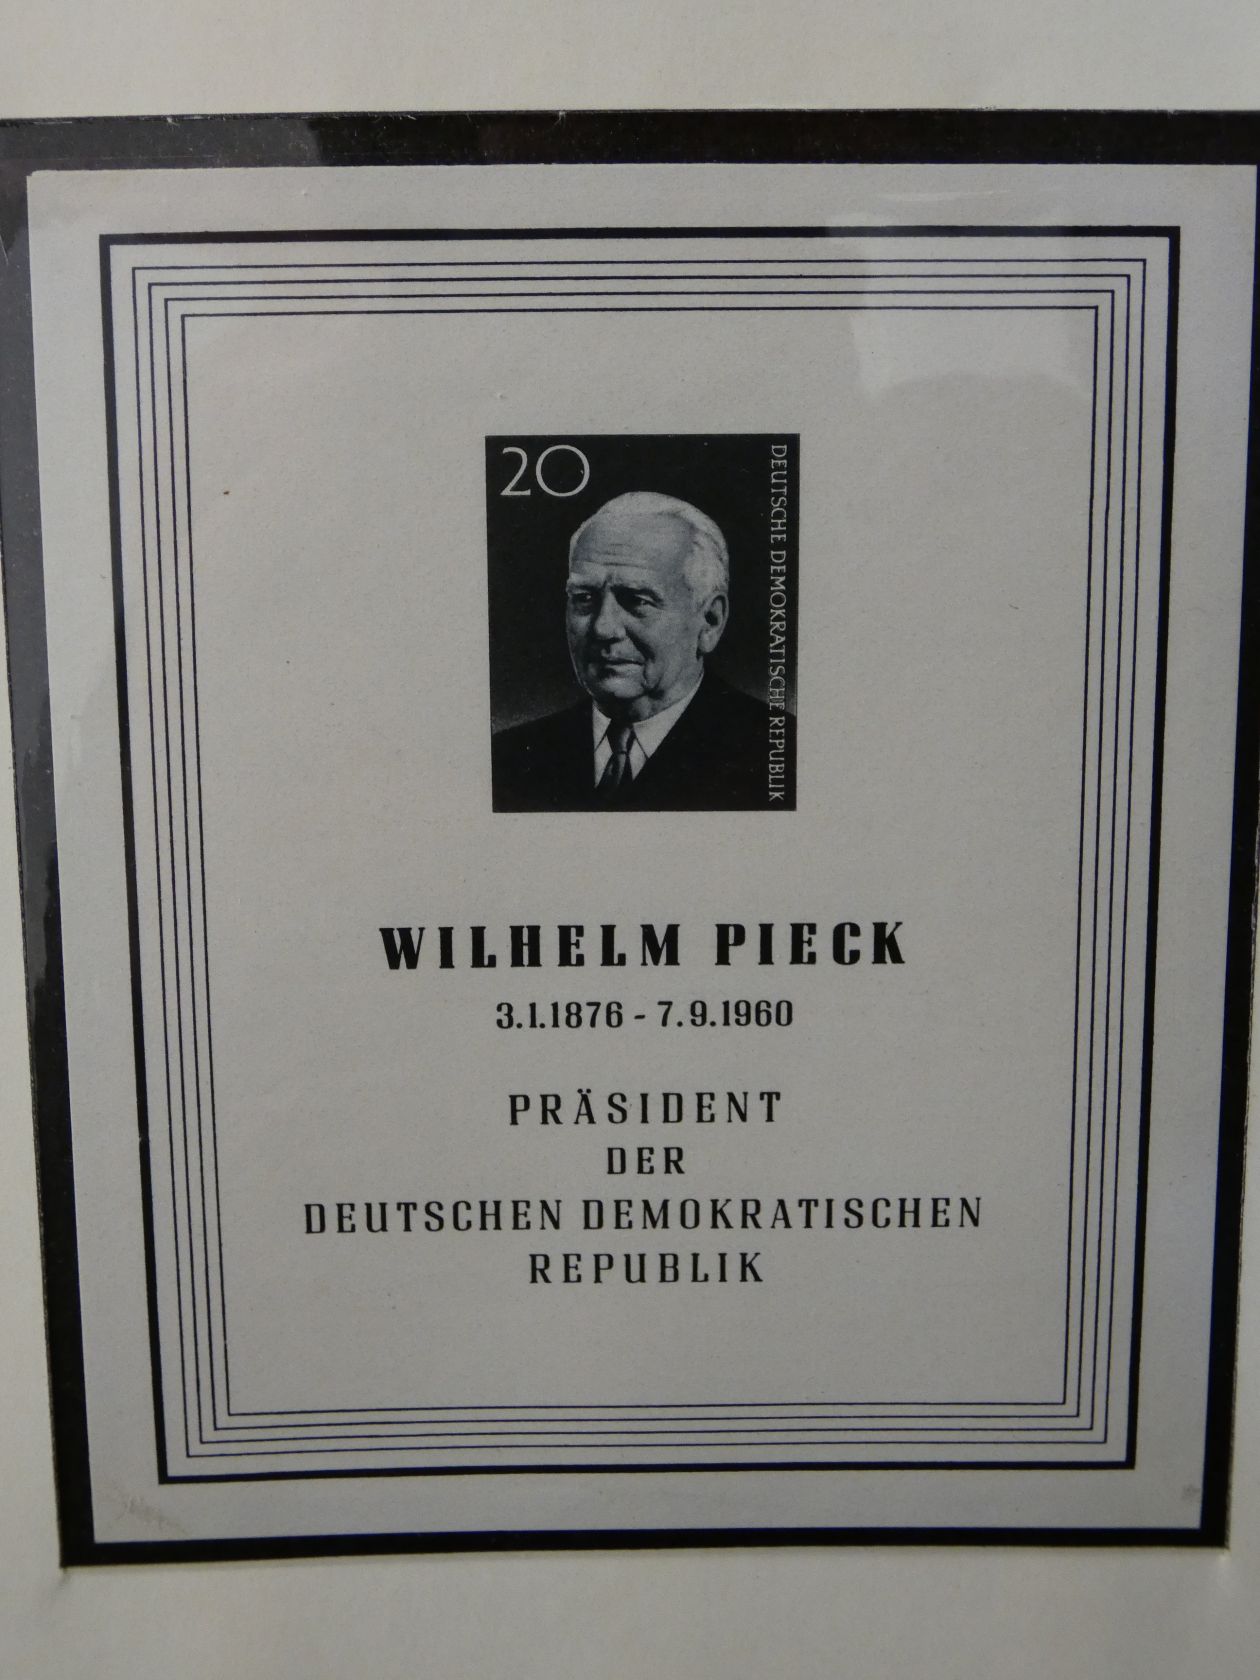 20
DEUTSCHE DEMOKRATISCHE REPUBLIK
WILHELM PIECK
3.1.1876 - 7.9.1960
PRÄSIDENT
DER
DEUTSCHEN DEMOKRATISCHEN
REPUBLIK